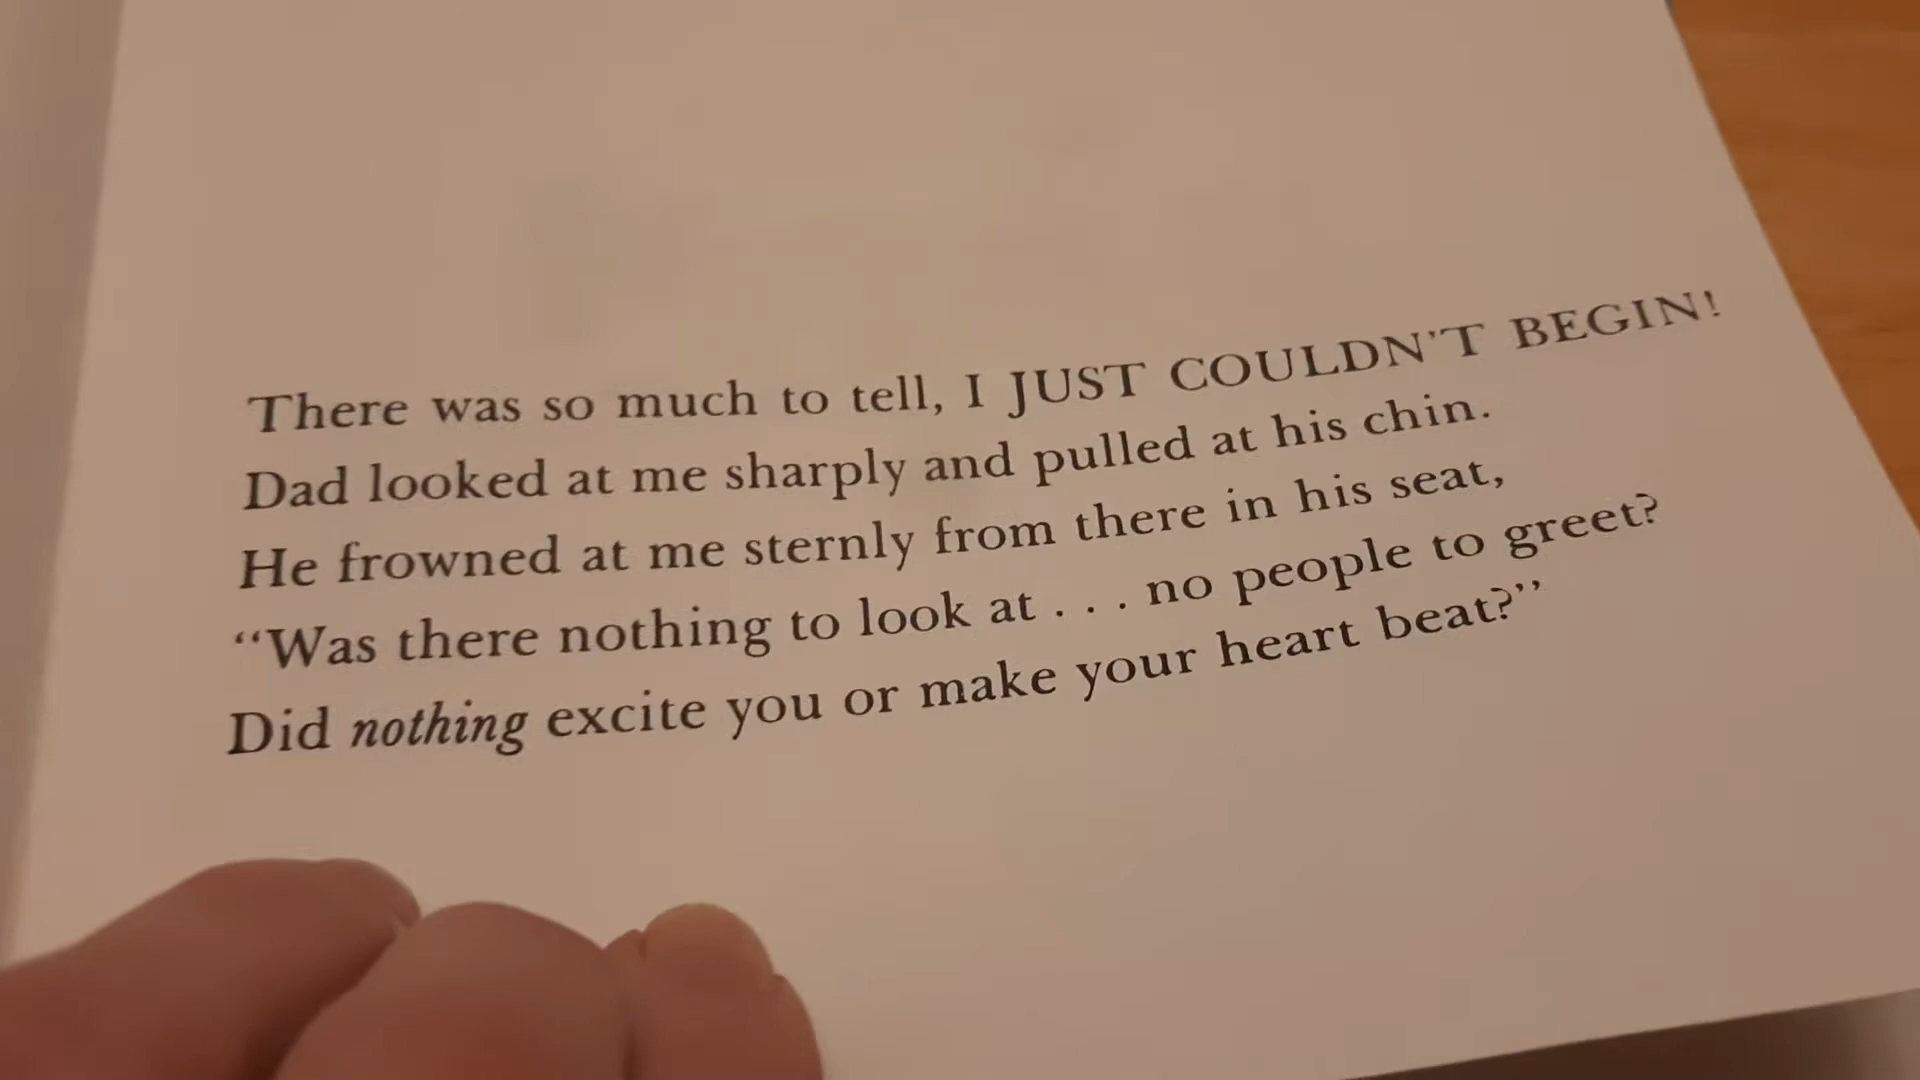 There was so much to tell, I JUST COULDN'T BEGIN!
Dad looked at me sharply and pulled at his chin.
He frowned at me sternly from there in his seat,
“Was there nothing to look at . . . no people to greet?
Did nothing excite you or make your heart beat?”